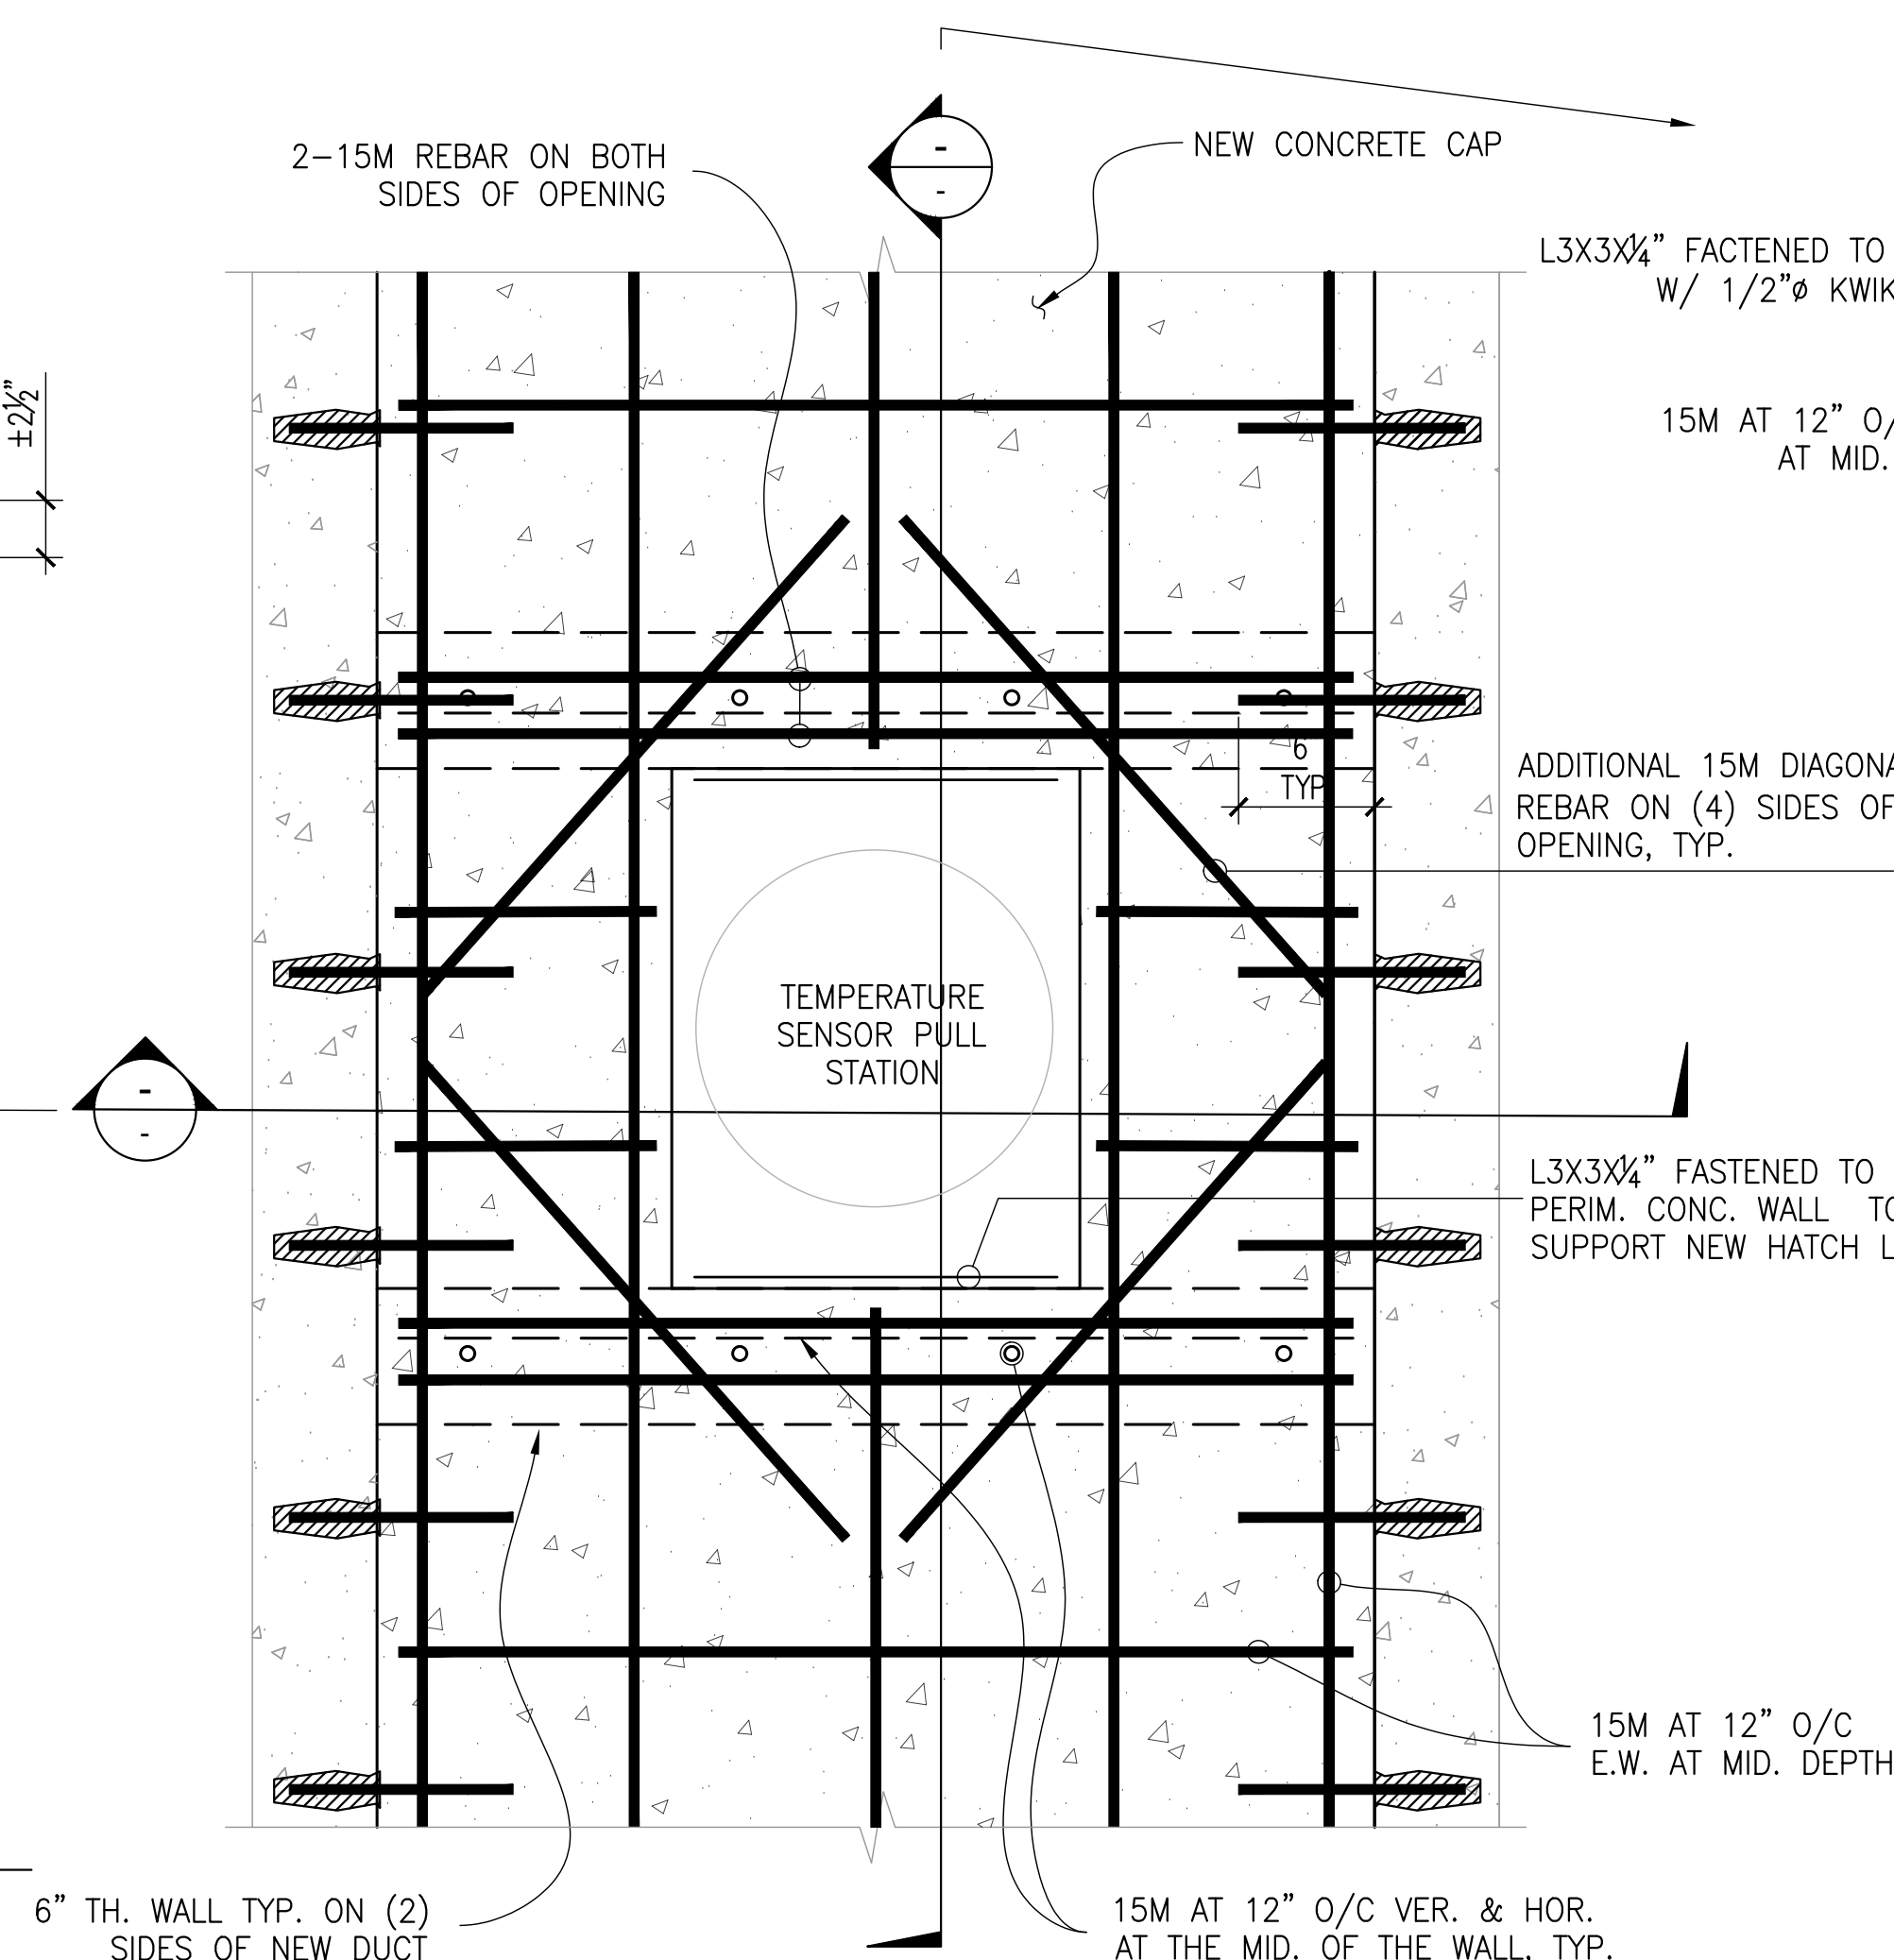 NEW CONCRETE CAP
2-15M REBAR ON BOTH
SIDES OF OPENING
-
-
L3X3X1/4" FACTENED TO
W/ 1/2"ø KWIK
±2 1/2"
15M AT 12" O/
AT MID.
6
TYP
ADDITIONAL 15M DIAGONA
REBAR ON (4) SIDES OF
OPENING, TYP.
TEMPERATURE
SENSOR PULL
STATION
-
-
L3X3X1/4" FASTENED TO
PERIM. CONC. WALL TO
SUPPORT NEW HATCH L
15M AT 12" O/C
E.W. AT MID. DEPTH
6" TH. WALL TYP. ON (2)
SIDES OF NEW DUCT
15M AT 12" O/C VER. & HOR.
AT THE MID. OF THE WALL, TYP.